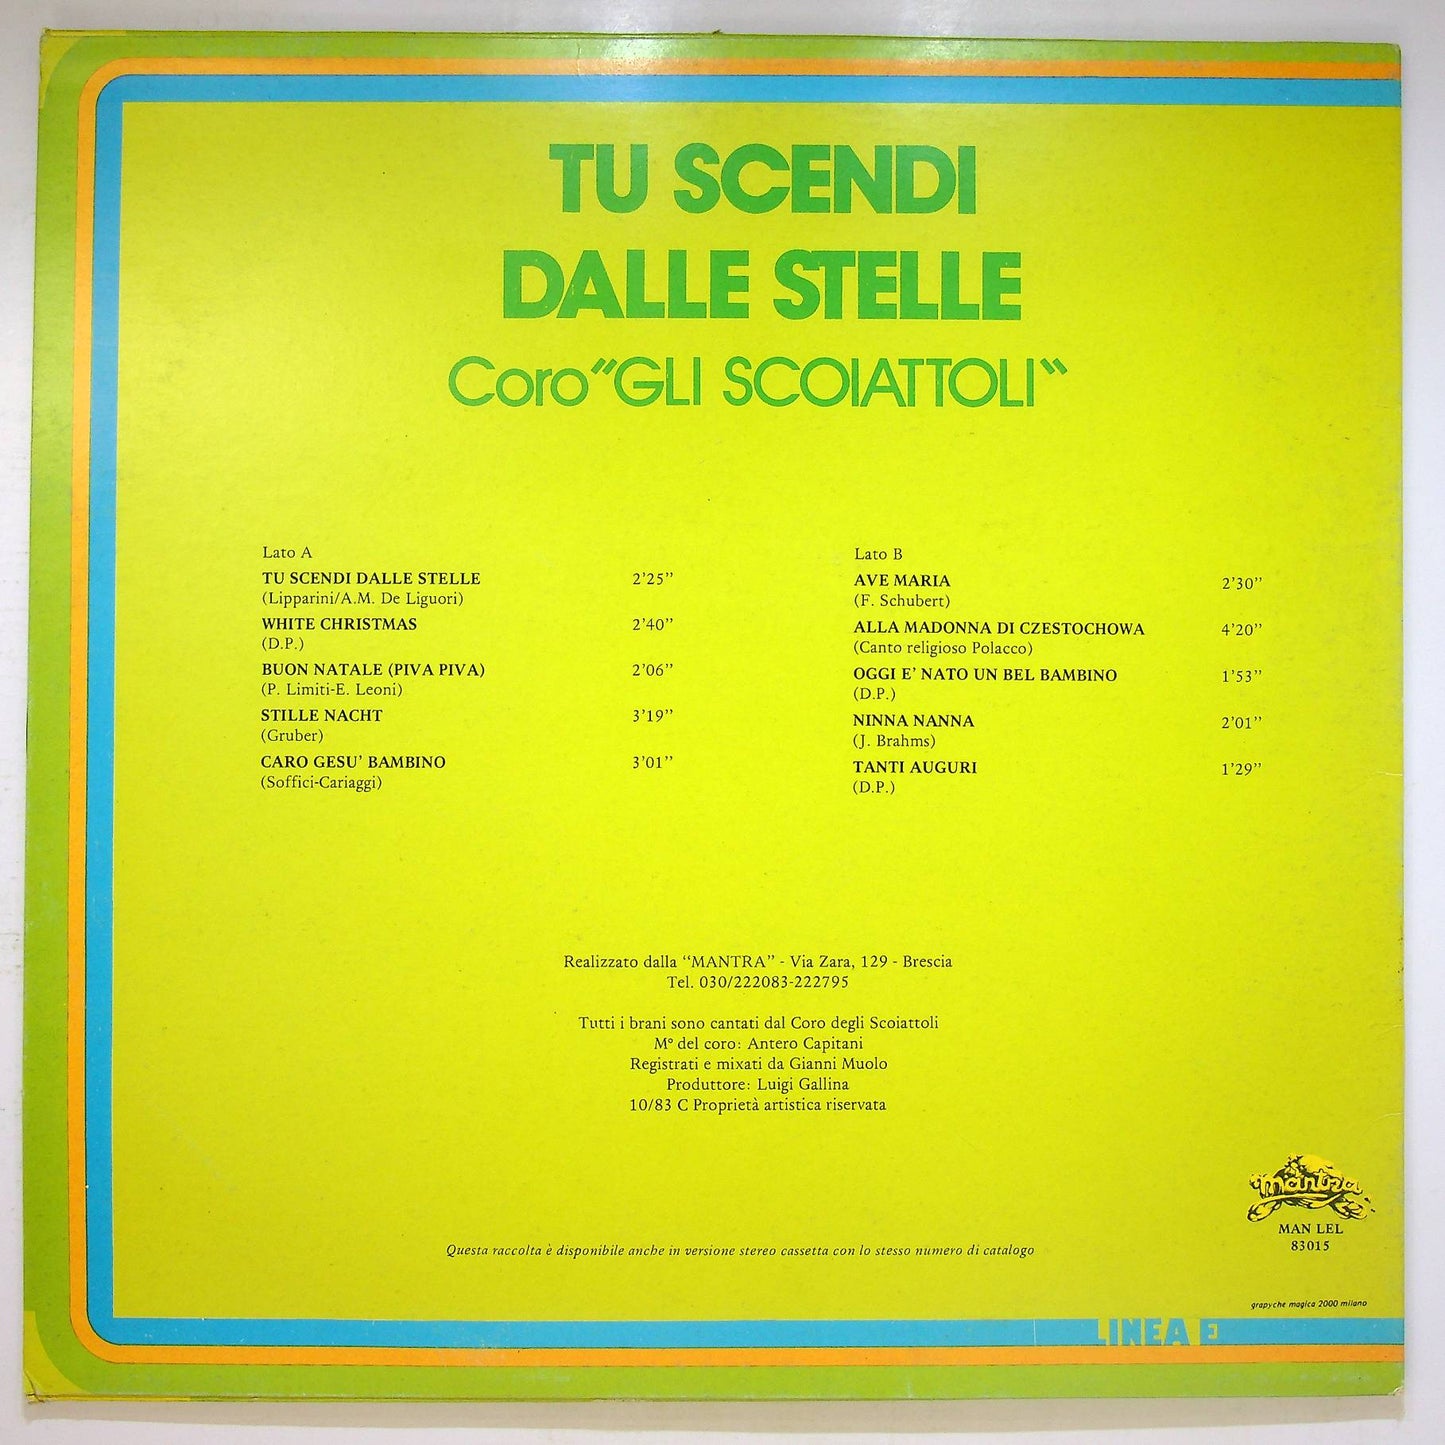 TU SCENDI
DALLE STELLE
Coro "GLI SCOIATTOLI"
Lato A
TU SCENDI DALLE STELLE 2'25"
(Lipparini/A.M. De Liguori)
WHITE CHRISTMAS 2'40"
(D.P.)
BUON NATALE (PIVA PIVA) 2'06"
(P. Limiti-E. Leoni)
STILLE NACHT 3'19"
(Gruber)
CARO GESU' BAMBINO 3'01"
(Soffici-Cariaggi)
Lato B
AVE MARIA 2'30"
(F. Schubert)
ALLA MADONNA DI CZESTOCHOWA 4'20"
(Canto religioso Polacco)
OGGI E' NATO UN BEL BAMBINO 1'53"
(D.P.)
NINNA NANNA 2'01"
(J. Brahms)
TANTI AUGURI 1'29"
(D.P.)
Realizzato dalla "MANTRA" - Via Zara, 129 - Brescia
Tel. 030/222083-222795
Tutti i brani sono cantati dal Coro degli Scoiattoli
Mº del coro: Antero Capitani
Registrati e mixati da Gianni Muolo
Produttore: Luigi Gallina
10/83 C Proprietà artistica riservata
mantra
MAN LEL
83015
Questa raccolta è disponibile anche in versione stereo cassetta con lo stesso numero di catalogo
grapyche magica 2000 milano
LINEA E